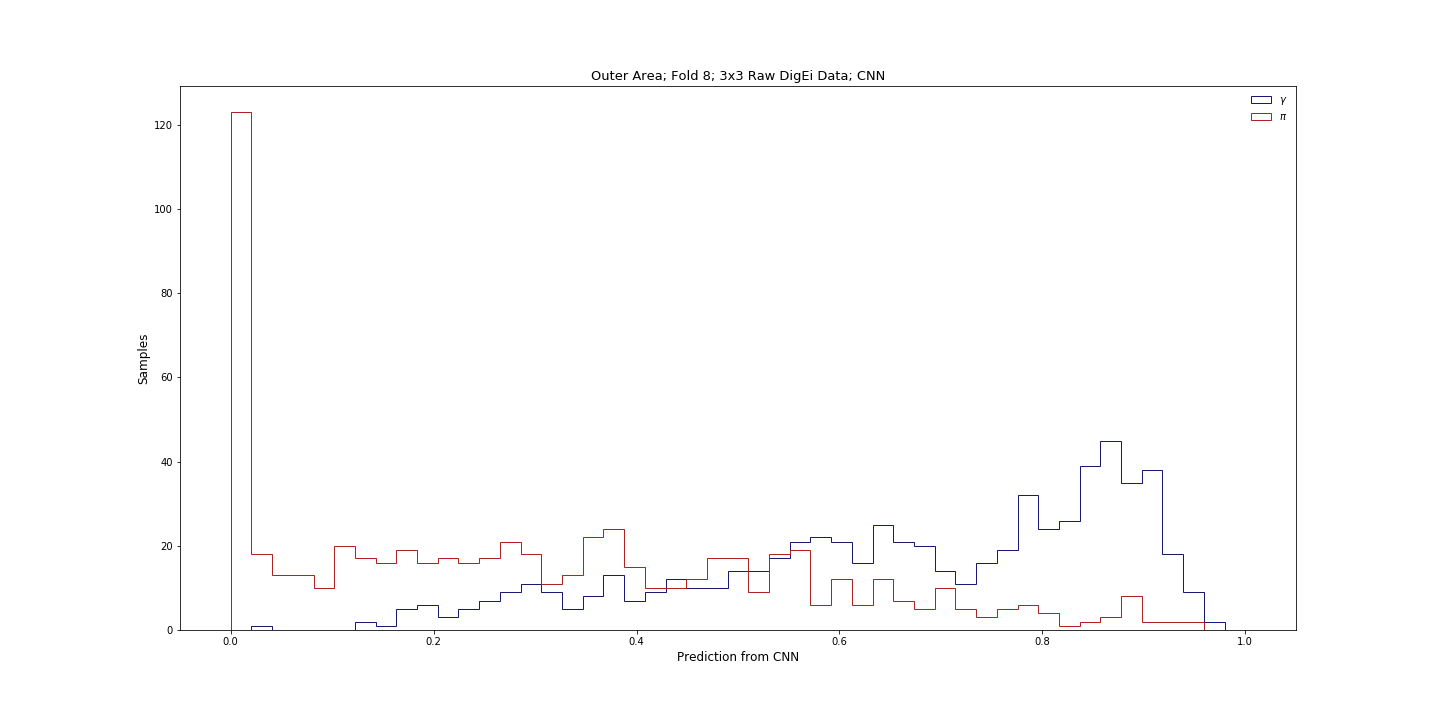 Outer Area; Fold 8; 3x3 Raw DigEi Data; CNN
γ
π
Samples
120
100
80
60
40
20
0
0.0 0.2 0.4 0.6 0.8 1.0
Prediction from CNN